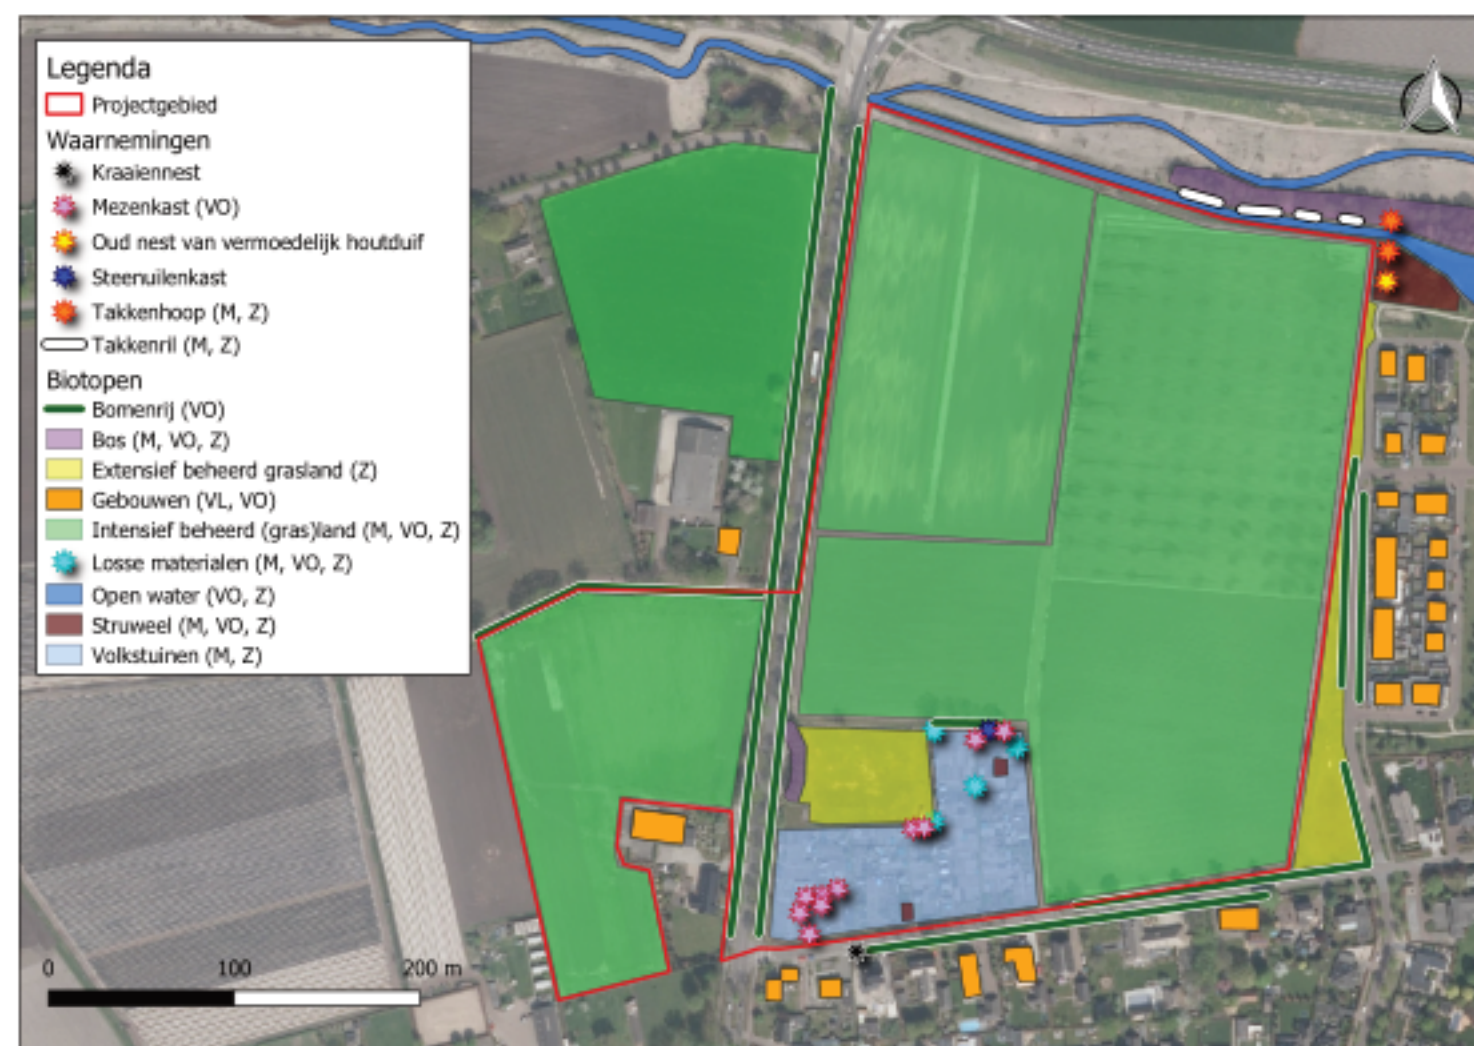 Legenda
Projectgebied
Waarnemingen
Kraaiennest
Mezenkast (VO)
Oud nest van vermoedelijk houtduif
Steenuilenkast
Takkenhoop (M, Z)
Takkenril (M, Z)
Biotopen
Bomenrij (VO)
Bos (M, VO, Z)
Extensief beheerd grasland (Z)
Gebouwen (VL, VO)
Intensief beheerd (gras)land (M, VO, Z)
Losse materialen (M, VO, Z)
Open water (VO, Z)
Struweel (M, VO, Z)
Volkstuinen (M, Z)
0 100 200 m